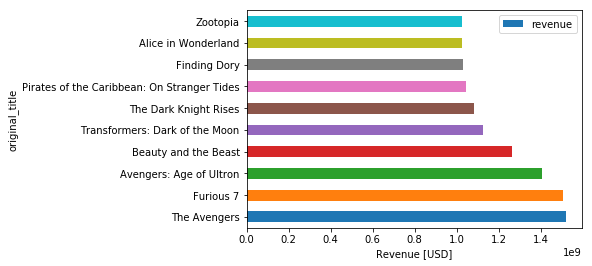 Zootopia
revenue
Alice in Wonderland
Finding Dory
Pirates of the Caribbean: On Stranger Tides
The Dark Knight Rises
original_title
Transformers: Dark of the Moon
Beauty and the Beast
Avengers: Age of Ultron
Furious 7
The Avengers
0.0 0.2 0.4 0.6 0.8 1.0 1.2 1.4
1e9
Revenue [USD]